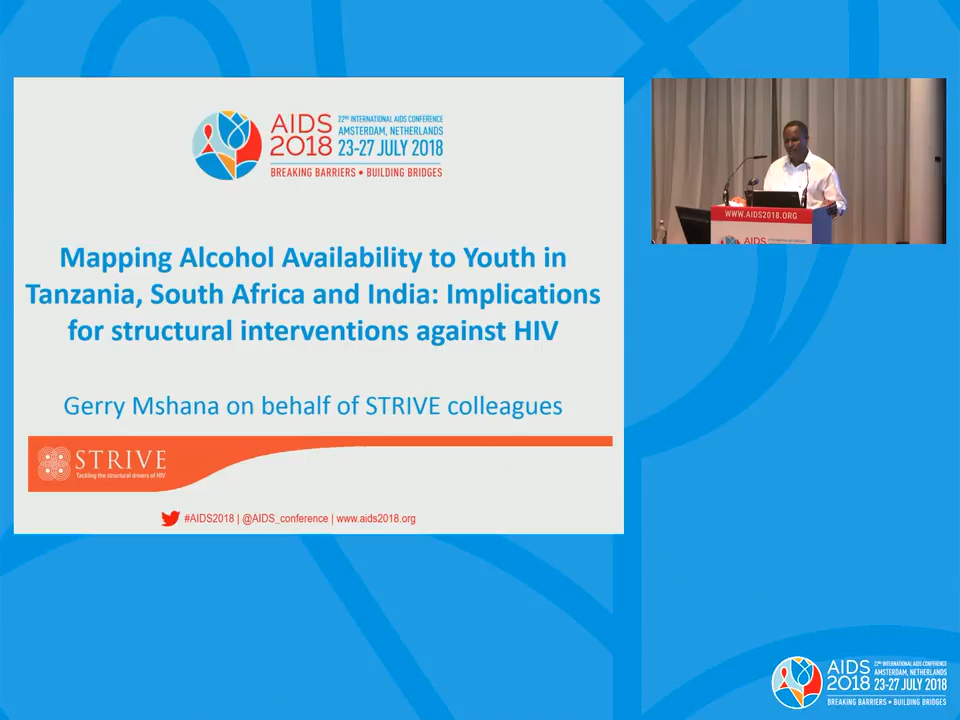 AIDS 2018
22ND INTERNATIONAL AIDS CONFERENCE
AMSTERDAM, NETHERLANDS
23-27 JULY 2018
BREAKING BARRIERS • BUILDING BRIDGES
Mapping Alcohol Availability to Youth in
Tanzania, South Africa and India: Implications
for structural interventions against HIV
Gerry Mshana on behalf of STRIVE colleagues
STRIVE
Tackling the structural drivers of HIV
#AIDS2018 | @AIDS_conference | www.aids2018.org
WWW.AIDS2018.ORG
AIDS
AIDS 2018
22ND INTERNATIONAL AIDS CONFERENCE
AMSTERDAM, NETHERLANDS
23-27 JULY 2018
BREAKING BARRIERS • BUILDING BRIDGES